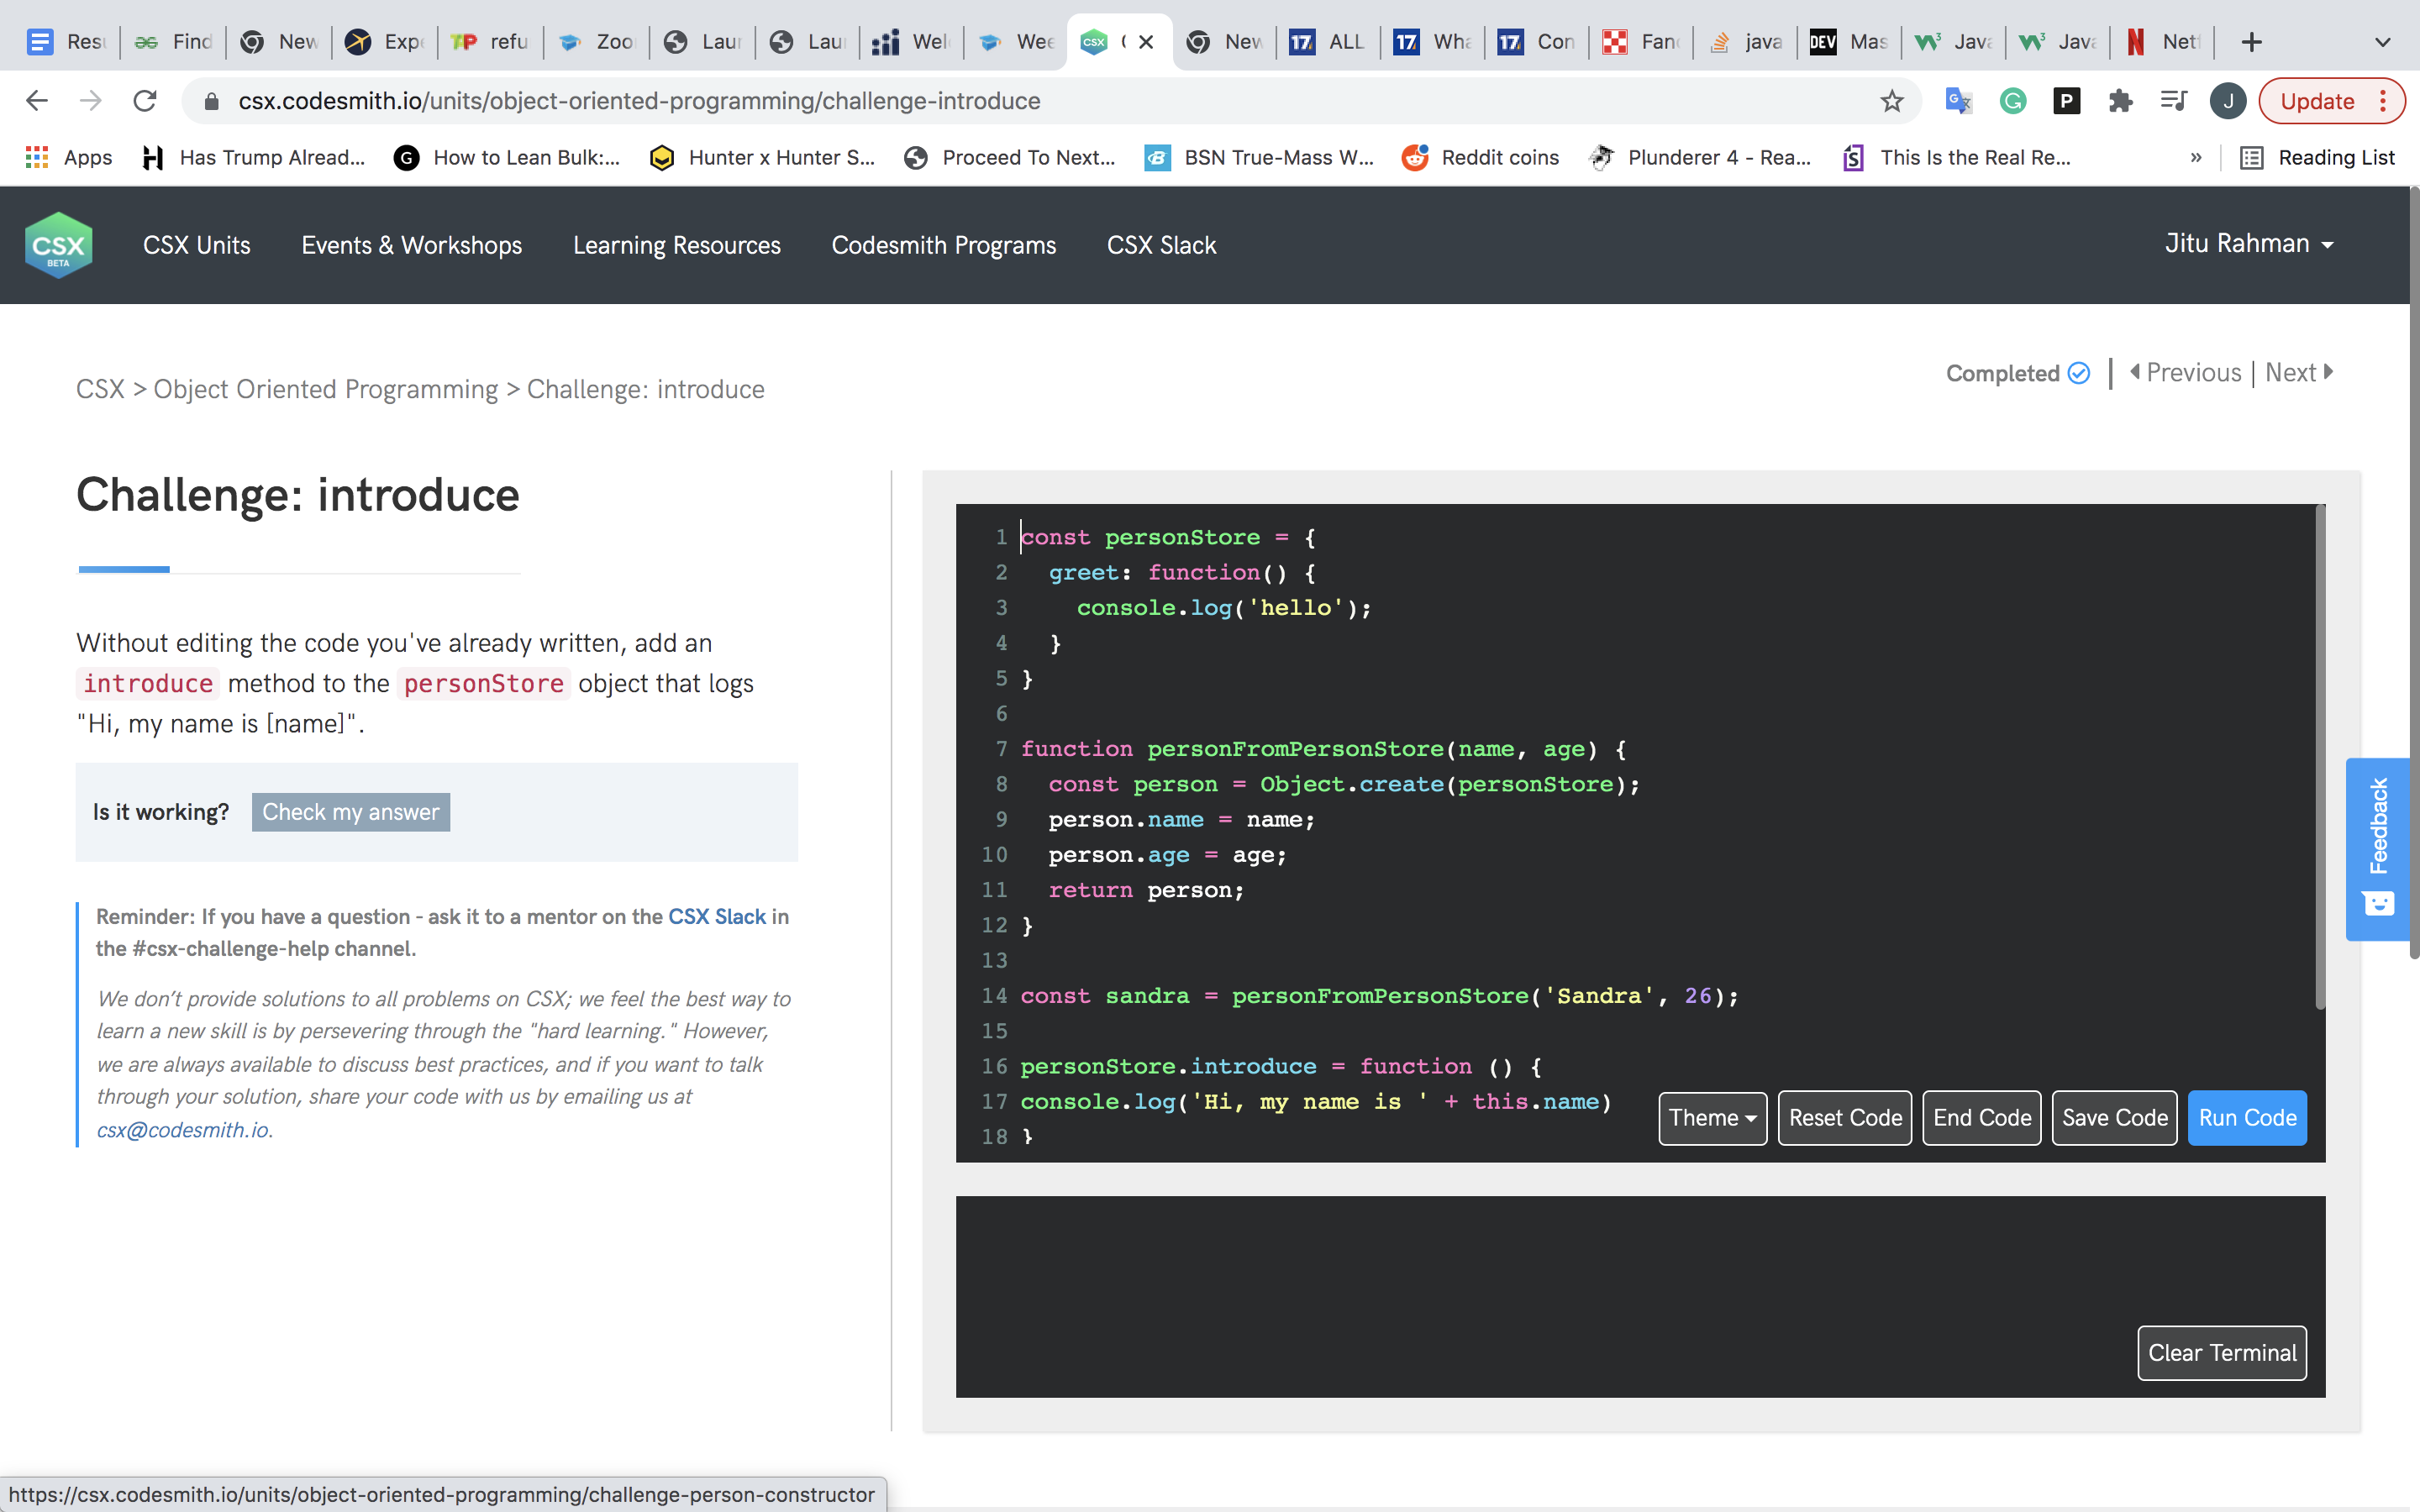 Resu Find New Expe TP refu Zoo Laun Laun Wel Wee CSX New 17 ALL 17 Wha 17 Con Fanc java DEV Mas Java Java N Netf
csx.codesmith.io/units/object-oriented-programming/challenge-introduce P J Update
Apps Has Trump Alread... How to Lean Bulk:... Hunter x Hunter S... Proceed To Next... BSN True-Mass W... Reddit coins Plunderer 4 - Rea... This Is the Real Re... » Reading List
CSX BETA CSX Units Events & Workshops Learning Resources Codesmith Programs CSX Slack Jitu Rahman
Completed | Previous | Next
CSX > Object Oriented Programming > Challenge: introduce
Challenge: introduce
Without editing the code you've already written, add an
introduce method to the personStore object that logs
"Hi, my name is [name]".
Is it working? Check my answer
Reminder: If you have a question - ask it to a mentor on the CSX Slack in
the #csx-challenge-help channel.
We don’t provide solutions to all problems on CSX; we feel the best way to
learn a new skill is by persevering through the "hard learning." However,
we are always available to discuss best practices, and if you want to talk
through your solution, share your code with us by emailing us at
csx@codesmith.io.
1 const personStore = {
2 greet: function() {
3 console.log('hello');
4 }
5 }
6
7 function personFromPersonStore(name, age) {
8 const person = Object.create(personStore);
9 person.name = name;
10 person.age = age;
11 return person;
12 }
13
14 const sandra = personFromPersonStore('Sandra', 26);
15
16 personStore.introduce = function () {
17 console.log('Hi, my name is ' + this.name)
18 }
Theme Reset Code End Code Save Code Run Code
Clear Terminal
Feedback
https://csx.codesmith.io/units/object-oriented-programming/challenge-person-constructor